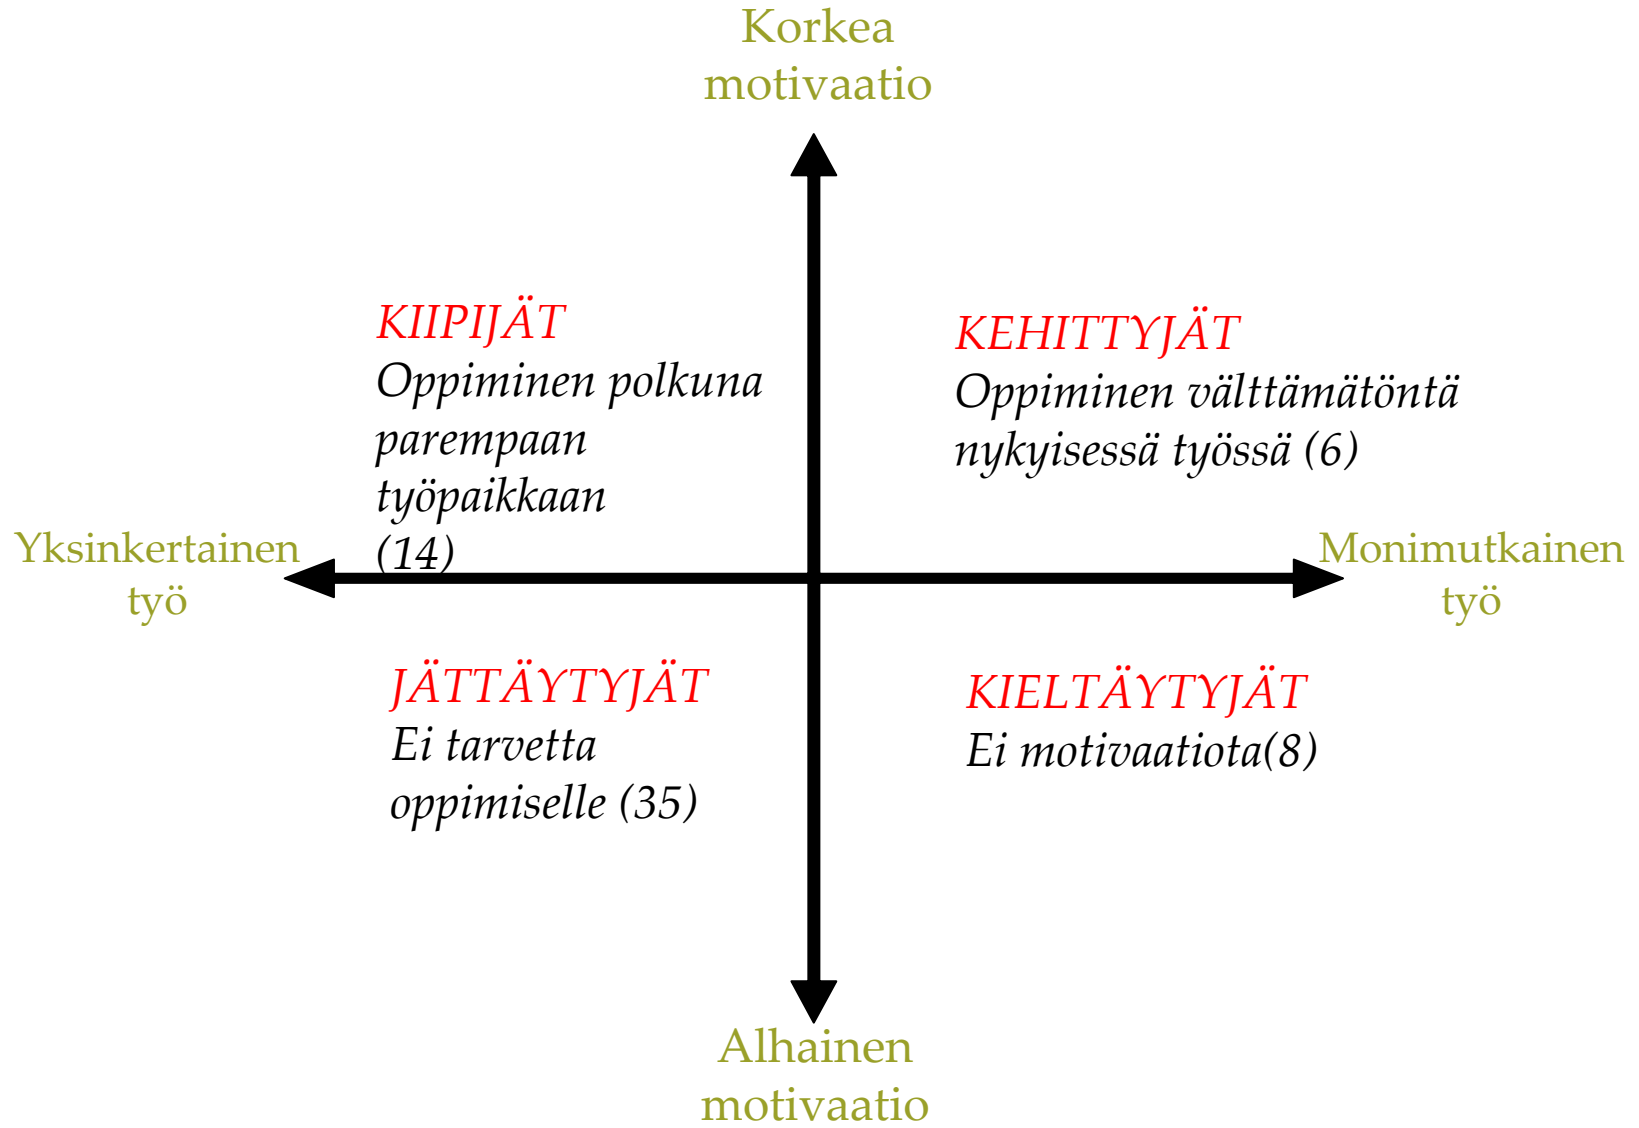 Korkea
motivaatio
KIIPIJÄT
Oppiminen polkuna
parempaan
työpaikkaan
(14)
KEHITTYJÄT
Oppiminen välttämätöntä
nykyisessä työssä (6)
Yksinkertainen
työ
Monimutkainen
työ
JÄTTÄYTYJÄT
Ei tarvetta
oppimiselle (35)
KIELTÄYTYJÄT
Ei motivaatiota(8)
Alhainen
motivaatio